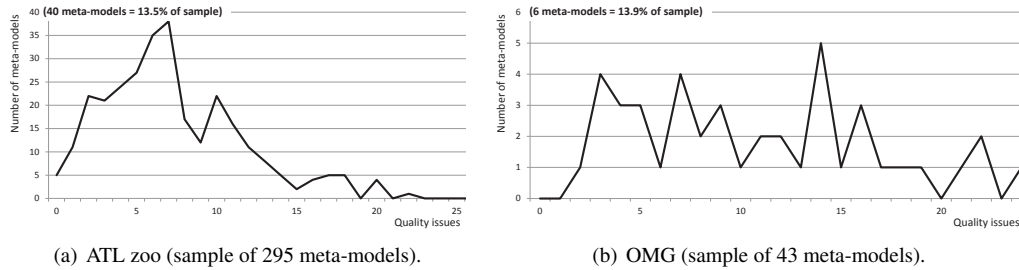 (40 meta-models = 13.5% of sample)
Number of meta-models
40
35
30
25
20
15
10
5
0
0 5 10 15 20 25
Quality issues
(a) ATL zoo (sample of 295 meta-models).
(6 meta-models = 13.9% of sample)
Number of meta-models
6
5
4
3
2
1
0
0 5 10 15 20
Quality issues
(b) OMG (sample of 43 meta-models).